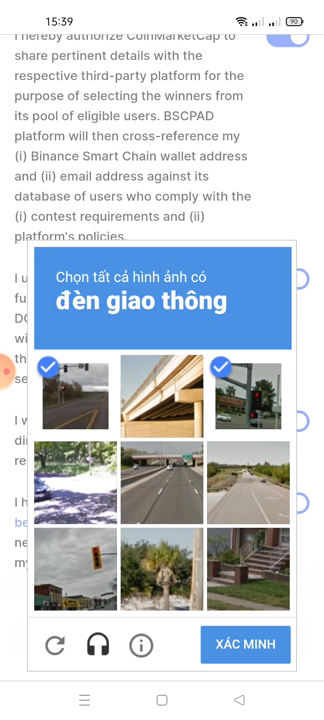 15:39
90
I hereby authorize CoinMarketCap to
share pertinent details with the
respective third-party platform for the
purpose of selecting the winners from
its pool of eligible users. BSCPAD
platform will then cross-reference my
(i) Binance Smart Chain wallet address
and (ii) email address against its
database of users who comply with the
(i) contest requirements and (ii)
platform's policies.
Chọn tất cả hình ảnh có
đèn giao thông
XÁC MINH